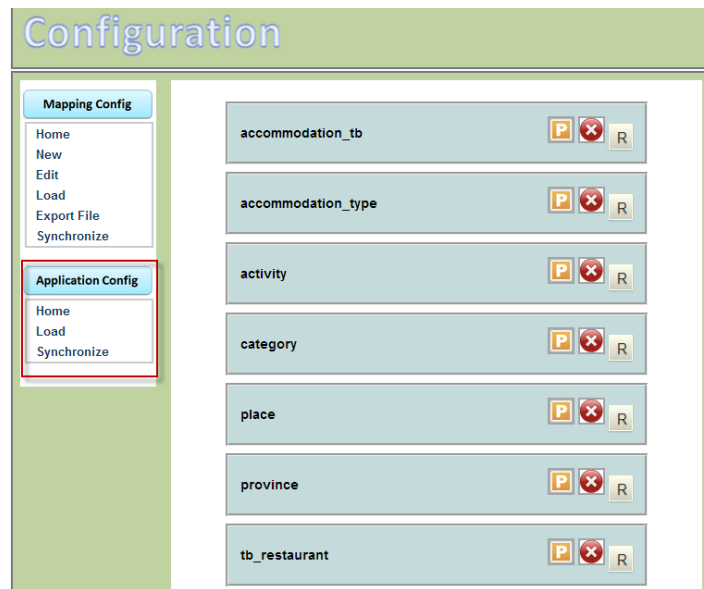 Configuration
Mapping Config
Home
New
Edit
Load
Export File
Synchronize
Application Config
Home
Load
Synchronize
accommodation_tb P R
accommodation_type P R
activity P R
category P R
place P R
province P R
tb_restaurant P R